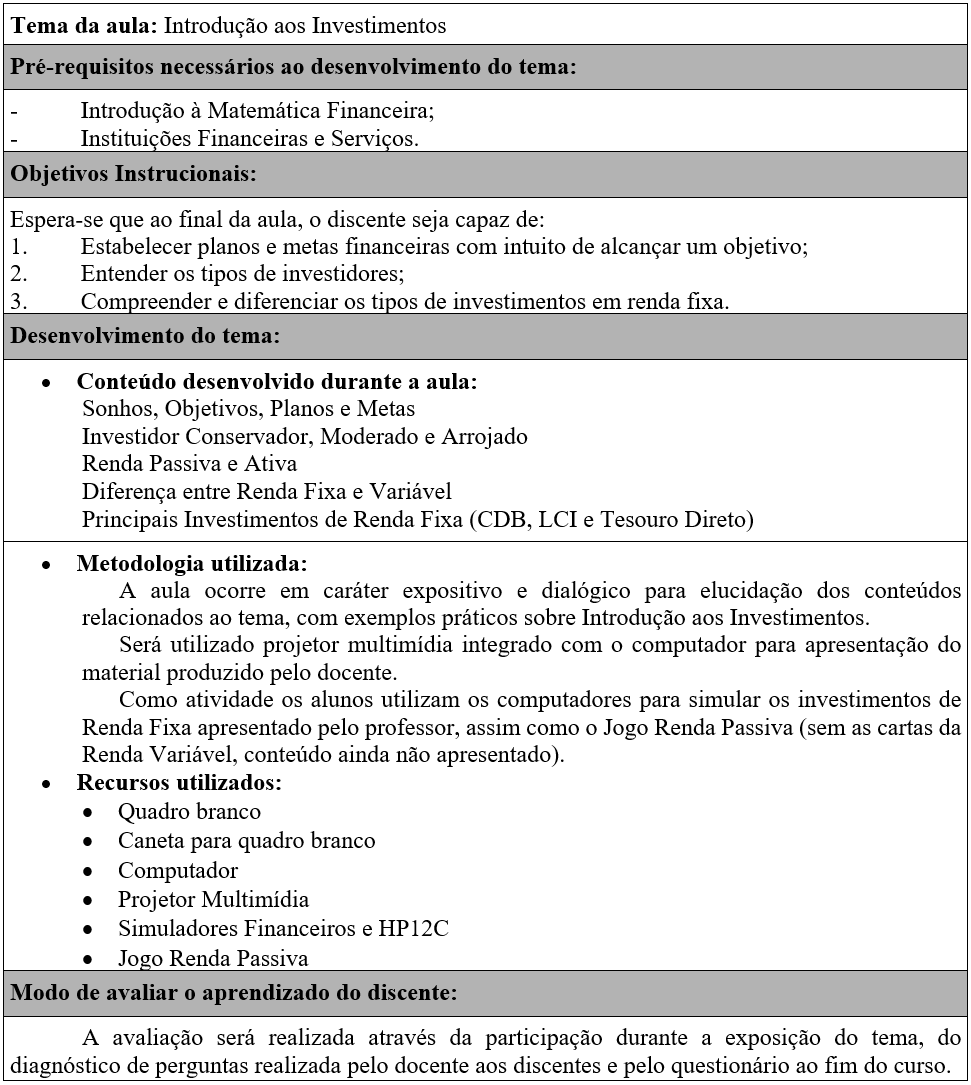 Tema da aula: Introdução aos Investimentos
Pré-requisitos necessários ao desenvolvimento do tema:
- Introdução à Matemática Financeira;
- Instituições Financeiras e Serviços.
Objetivos Instrucionais:
Espera-se que ao final da aula, o discente seja capaz de:
1. Estabelecer planos e metas financeiras com intuito de alcançar um objetivo;
2. Entender os tipos de investidores;
3. Compreender e diferenciar os tipos de investimentos em renda fixa.
Desenvolvimento do tema:
• Conteúdo desenvolvido durante a aula:
Sonhos, Objetivos, Planos e Metas
Investidor Conservador, Moderado e Arrojado
Renda Passiva e Ativa
Diferença entre Renda Fixa e Variável
Principais Investimentos de Renda Fixa (CDB, LCI e Tesouro Direto)
• Metodologia utilizada:
A aula ocorre em caráter expositivo e dialógico para elucidação dos conteúdos
relacionados ao tema, com exemplos práticos sobre Introdução aos Investimentos.
Será utilizado projetor multimídia integrado com o computador para apresentação do
material produzido pelo docente.
Como atividade os alunos utilizam os computadores para simular os investimentos de
Renda Fixa apresentado pelo professor, assim como o Jogo Renda Passiva (sem as cartas da
Renda Variável, conteúdo ainda não apresentado).
• Recursos utilizados:
• Quadro branco
• Caneta para quadro branco
• Computador
• Projetor Multimídia
• Simuladores Financeiros e HP12C
• Jogo Renda Passiva
Modo de avaliar o aprendizado do discente:
A avaliação será realizada através da participação durante a exposição do tema, do
diagnóstico de perguntas realizada pelo docente aos discentes e pelo questionário ao fim do curso.